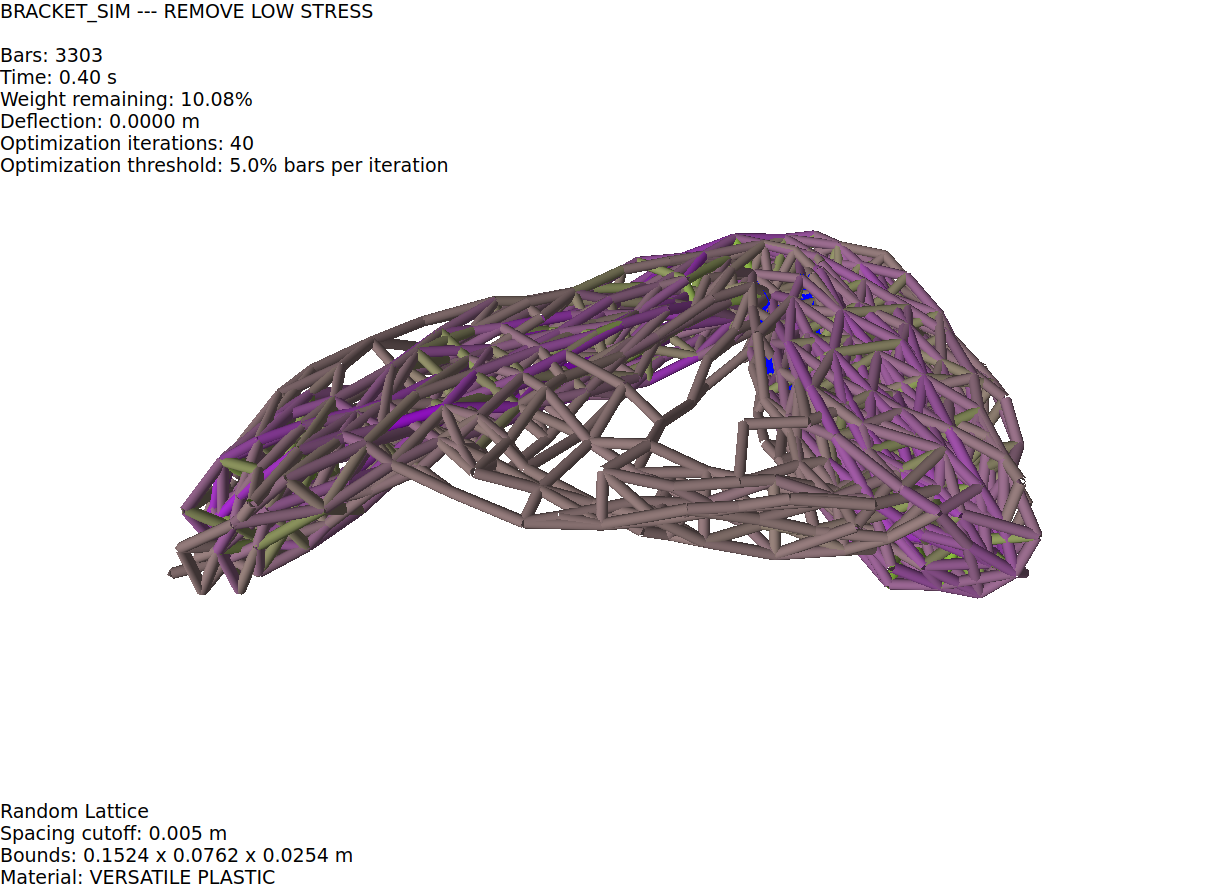 BRACKET_SIM --- REMOVE LOW STRESS
Bars: 3303
Time: 0.40 s
Weight remaining: 10.08%
Deflection: 0.0000 m
Optimization iterations: 40
Optimization threshold: 5.0% bars per iteration
Random Lattice
Spacing cutoff: 0.005 m
Bounds: 0.1524 x 0.0762 x 0.0254 m
Material: VERSATILE PLASTIC